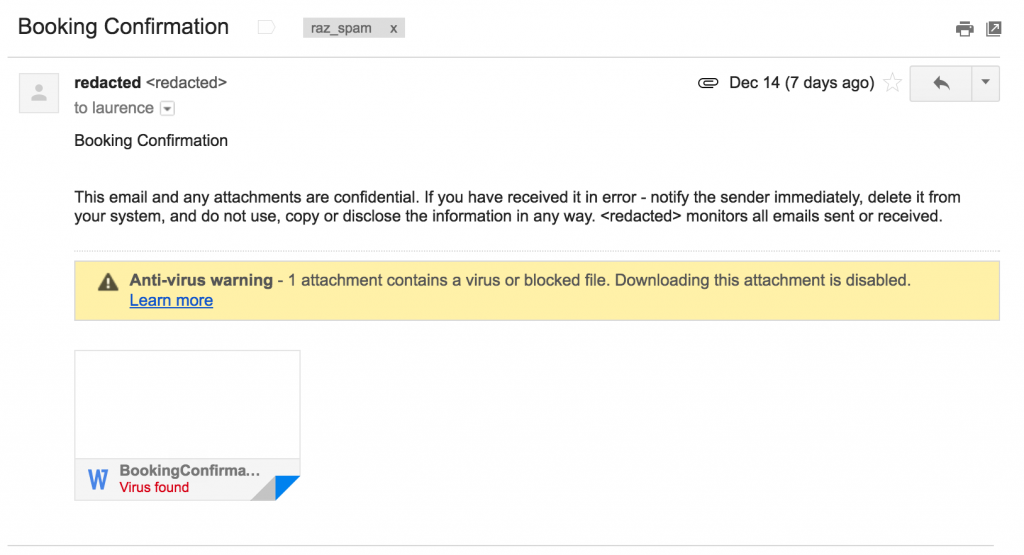 Booking Confirmation raz_spam x
redacted <redacted> Dec 14 (7 days ago)
to laurence
Booking Confirmation
This email and any attachments are confidential. If you have received it in error - notify the sender immediately, delete it from
your system, and do not use, copy or disclose the information in any way. <redacted> monitors all emails sent or received.
Anti-virus warning - 1 attachment contains a virus or blocked file. Downloading this attachment is disabled.
Learn more
W BookingConfirma...
Virus found